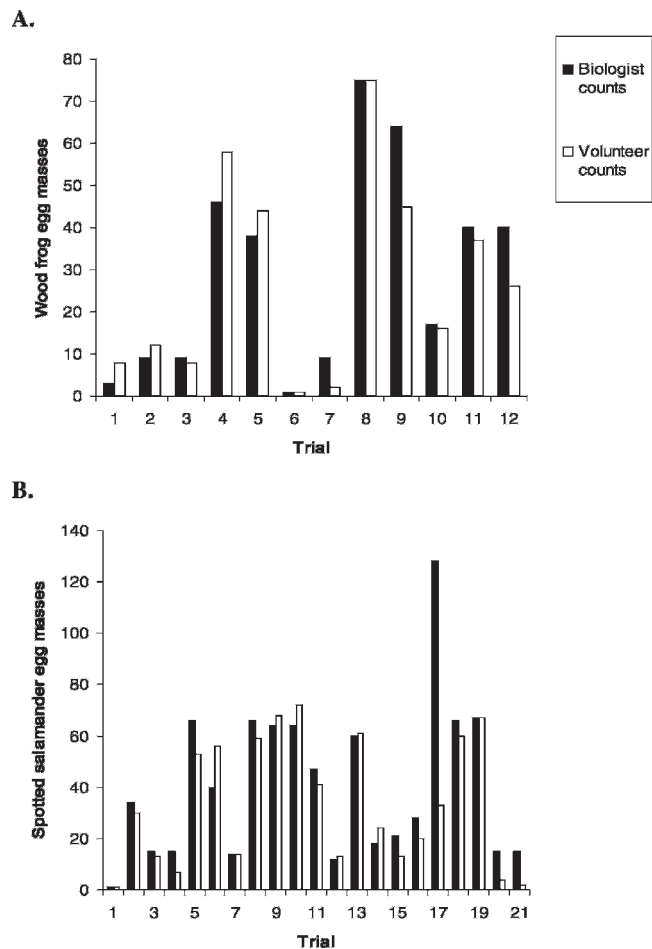 A.
Wood frog egg masses
80
70
60
50
40
30
20
10
0
1 2 3 4 5 6 7 8 9 10 11 12
Trial
Biologist
counts
Volunteer
counts
B.
Spotted salamander egg masses
140
120
100
80
60
40
20
0
1 3 5 7 9 11 13 15 17 19 21
Trial